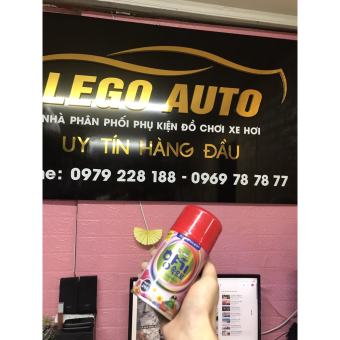 LEGO AUTO
NHÀ PHÂN PHỐI PHỤ KIỆN ĐỒ CHƠI XE HƠI
UY TÍN HÀNG ĐẦU
ne: 0979 228 188 - 0969 78 78 77